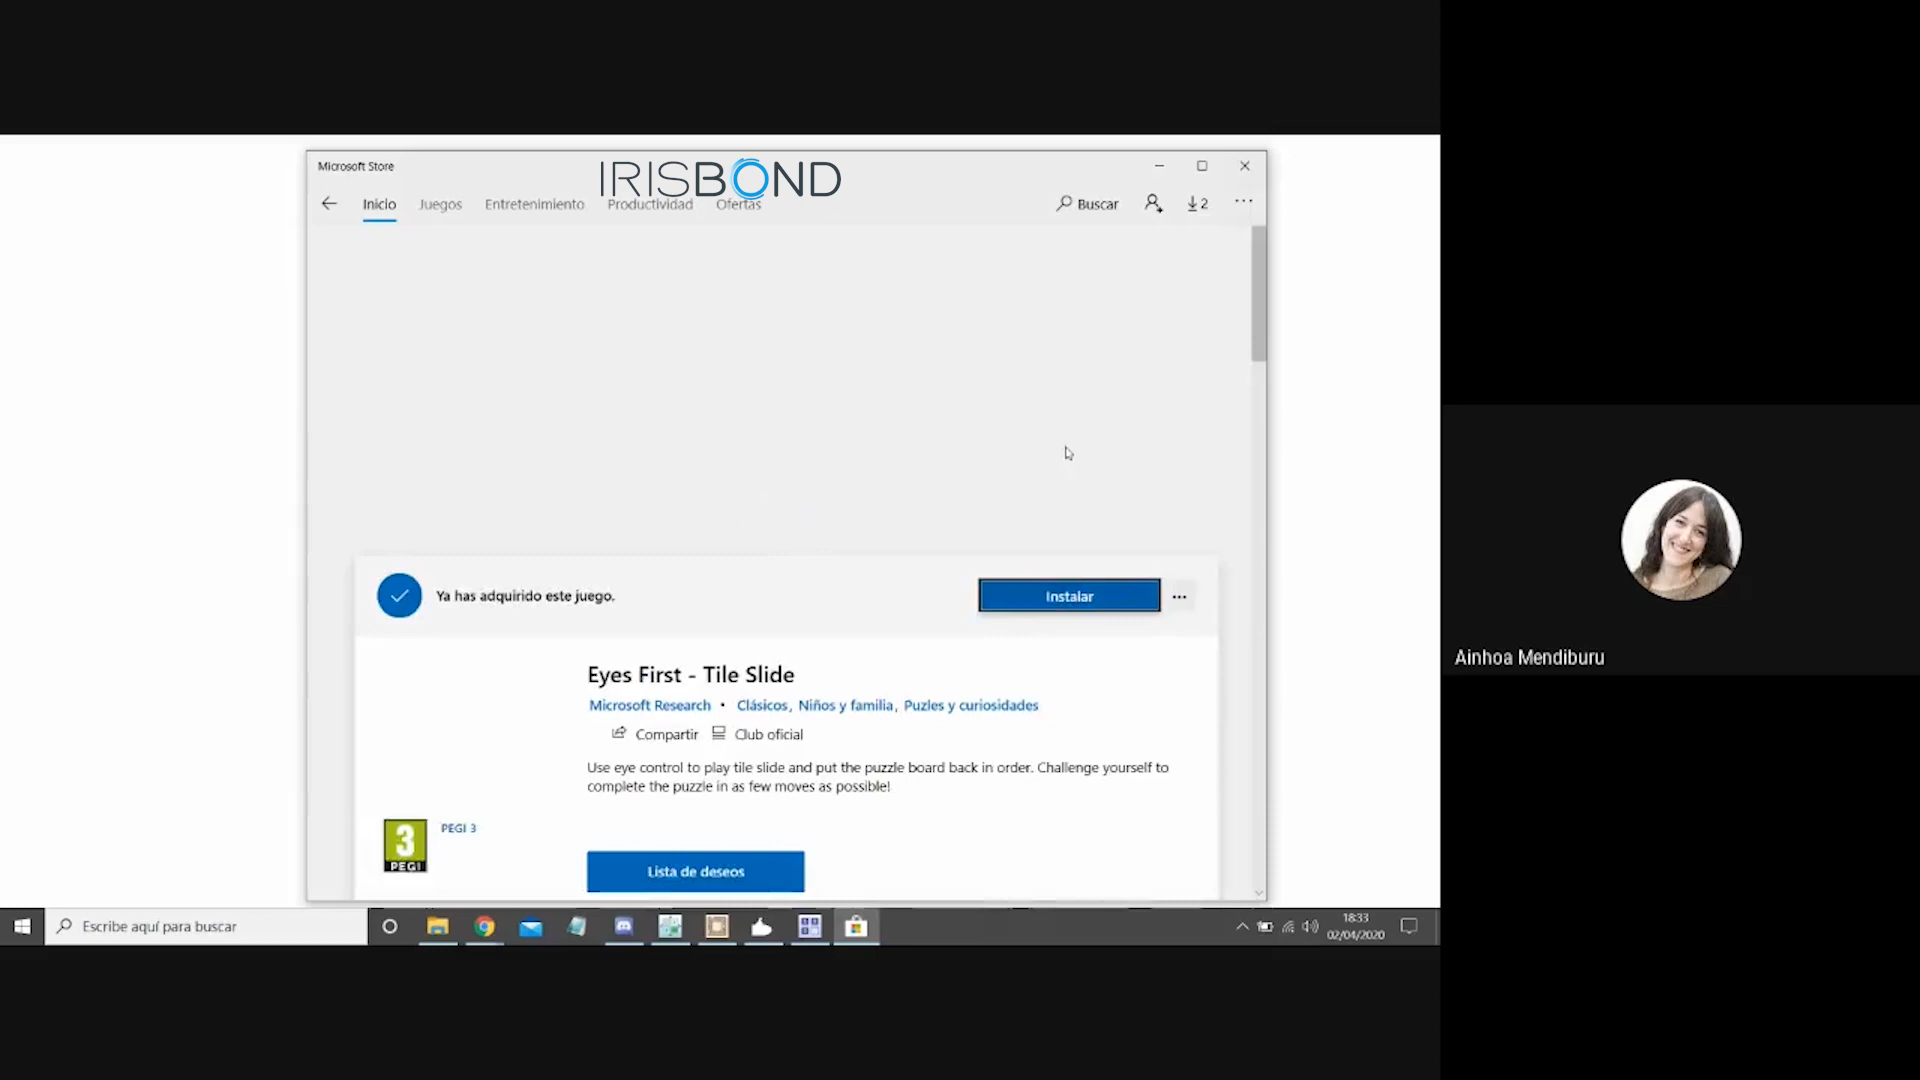 Microsoft Store
IRISBOND
Inicio Juegos Entretenimiento Productividad Ofertas
Buscar
2
Ya has adquirido este juego.
Instalar
Eyes First - Tile Slide
Microsoft Research • Clásicos, Niños y familia, Puzles y curiosidades
Compartir Club oficial
Use eye control to play tile slide and put the puzzle board back in order. Challenge yourself to
complete the puzzle in as few moves as possible!
3
PEGI
PEGI 3
Lista de deseos
Ainhoa Mendiburu
Escribe aquí para buscar
18:33
02/04/2020